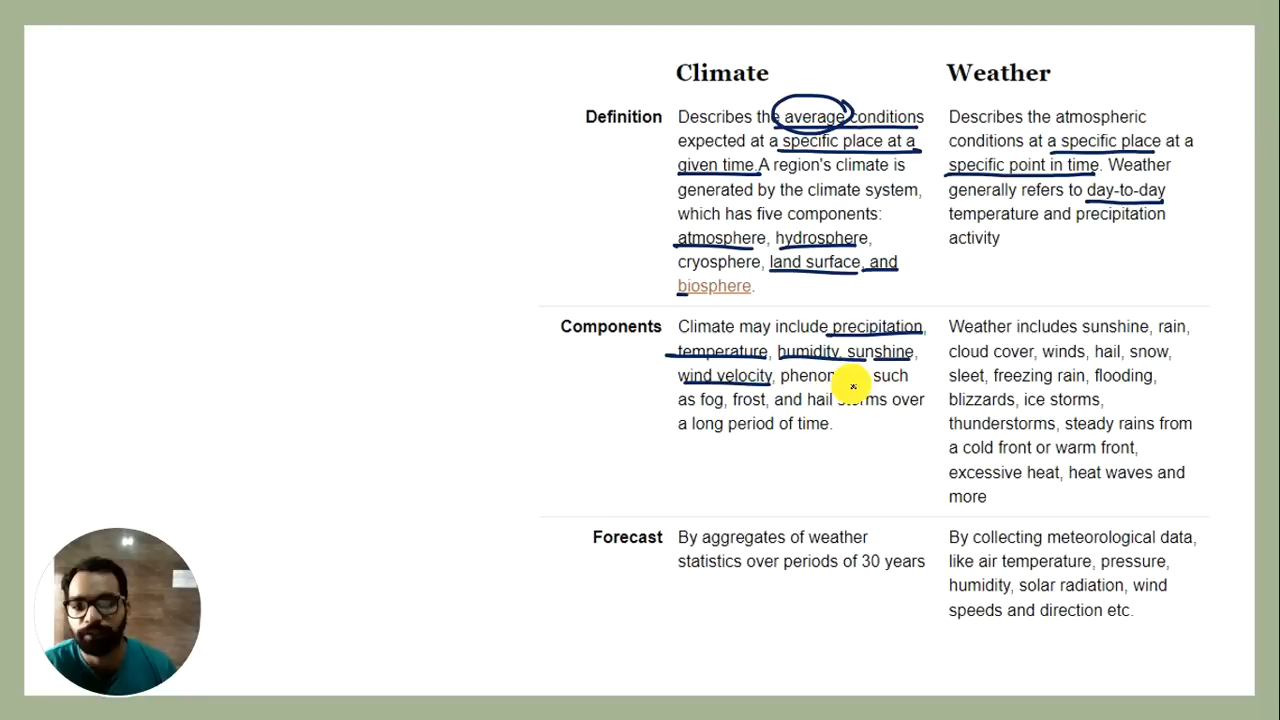 Climate
Weather
Definition
Describes the average conditions
expected at a specific place at a
given time.A region's climate is
generated by the climate system,
which has five components:
atmosphere, hydrosphere,
cryosphere, land surface, and
biosphere.
Describes the atmospheric
conditions at a specific place at a
specific point in time. Weather
generally refers to day-to-day
temperature and precipitation
activity
Components
Climate may include precipitation,
temperature, humidity, sunshine,
wind velocity, such
as fog, frost, and hail over
a long period of time.
Weather includes sunshine, rain,
cloud cover, winds, hail, snow,
sleet, freezing rain, flooding,
blizzards, ice storms,
thunderstorms, steady rains from
a cold front or warm front,
excessive heat, heat waves and
more
Forecast
By aggregates of weather
statistics over periods of 30 years
By collecting meteorological data,
like air temperature, pressure,
humidity, solar radiation, wind
speeds and direction etc.